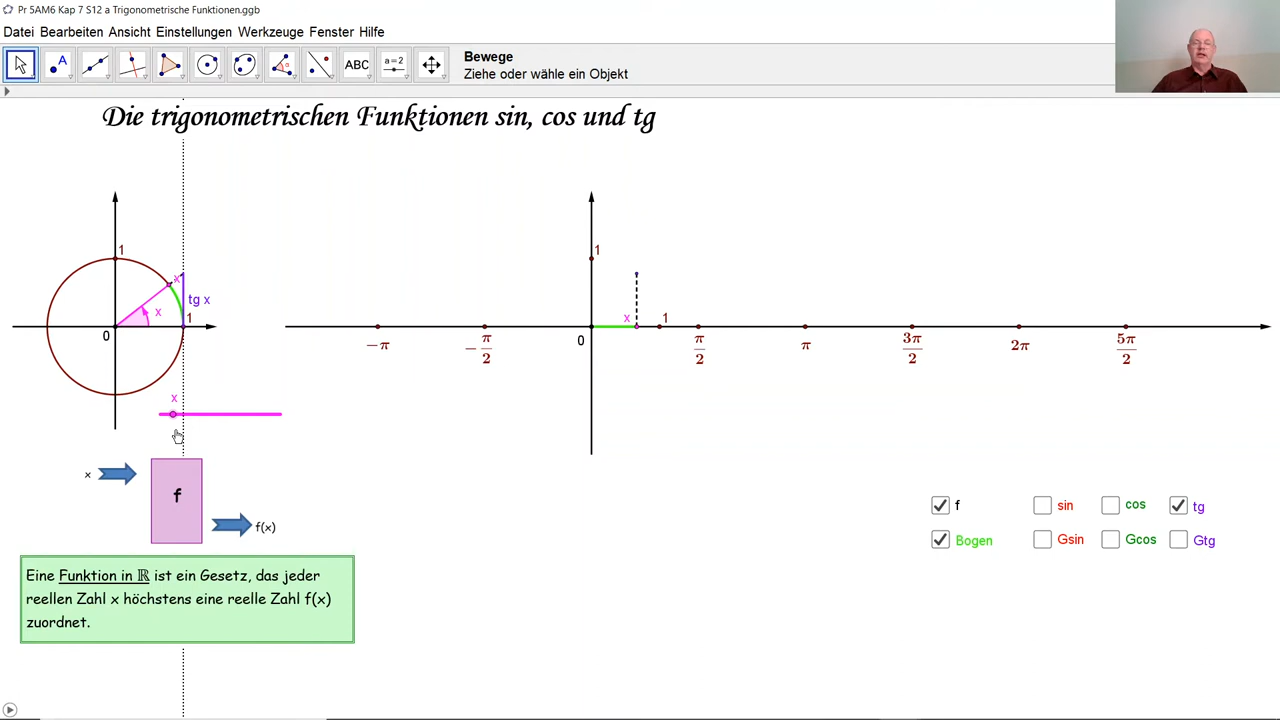 Pr 5AM6 Kap 7 S12 a Trigonometrische Funktionen.ggb
Datei Bearbeiten Ansicht Einstellungen Werkzeuge Fenster Hilfe
A
ABC
a=2
Bewege
Ziehe oder wähle ein Objekt
Die trigonometrischen Funktionen sin, cos und tg
1
x
x
tg x
1
0
x
1
x
1
0
−π
−π/2
π/2
π
3π/2
2π
5π/2
x
f
f(x)
f
sin
cos
tg
Bogen
Gsin
Gcos
Gtg
Eine Funktion in ℝ ist ein Gesetz, das jeder
reellen Zahl x höchstens eine reelle Zahl f(x)
zuordnet.